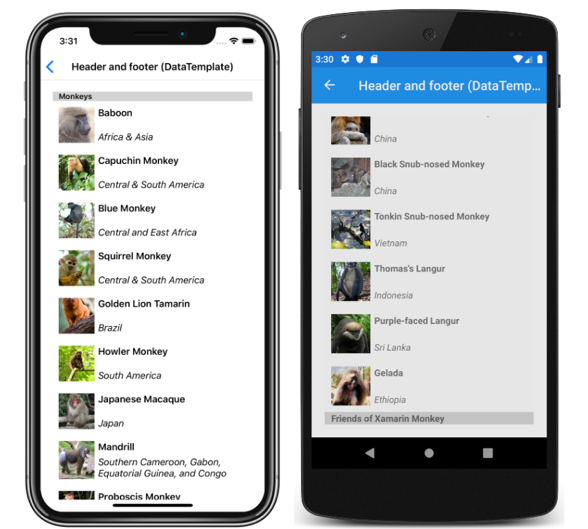 3:31
Header and footer (DataTemplate)
Monkeys
Baboon
Africa & Asia
Capuchin Monkey
Central & South America
Blue Monkey
Central and East Africa
Squirrel Monkey
Central & South America
Golden Lion Tamarin
Brazil
Howler Monkey
South America
Japanese Macaque
Japan
Mandrill
Southern Cameroon, Gabon,
Equatorial Guinea, and Congo
Proboscis Monkey
3:30
Header and footer (DataTemp...
China
Black Snub-nosed Monkey
China
Tonkin Snub-nosed Monkey
Vietnam
Thomas's Langur
Indonesia
Purple-faced Langur
Sri Lanka
Gelada
Ethiopia
Friends of Xamarin Monkey